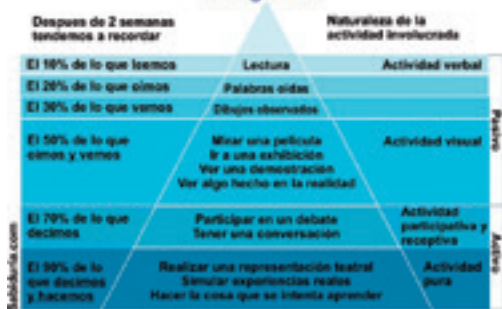 Despues de 2 semanas
tendemos a recordar
Naturaleza de la
actividad involucrada
El 10% de lo que leemos
Lectura
Actividad verbal
El 20% de lo que oimos
Palabras oidas
El 30% de lo que vemos
Dibujos observados
El 50% de lo que
oimos y vemos
Mirar una película
Ir a una exhibición
Ver una demostración
Ver algo hecho en la realidad
Actividad visual
Pasivo
El 70% de lo que
decimos
Participar en un debate
Tener una conversación
Actividad
participativa y
receptiva
El 90% de lo
que decimos
y hacemos
Realizar una representación teatral
Simular experiencias reales
Hacer la cosa que se intenta aprender
Actividad
pura
Activo
Sabiduria.com